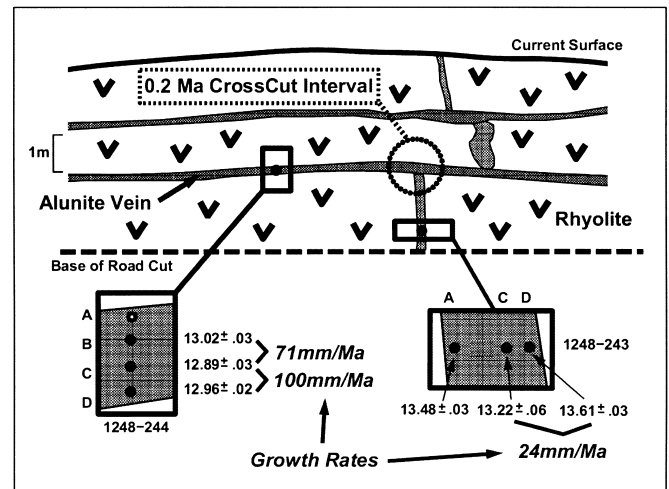 Current Surface
0.2 Ma CrossCut Interval
1m
Alunite Vein
Rhyolite
Base of Road Cut
A
B
C
D
13.02± .03
12.89± .03
12.96± .02
71mm/Ma
100mm/Ma
1248-244
A C D
1248-243
13.48± .03 13.22± .06 13.61± .03
24mm/Ma
Growth Rates